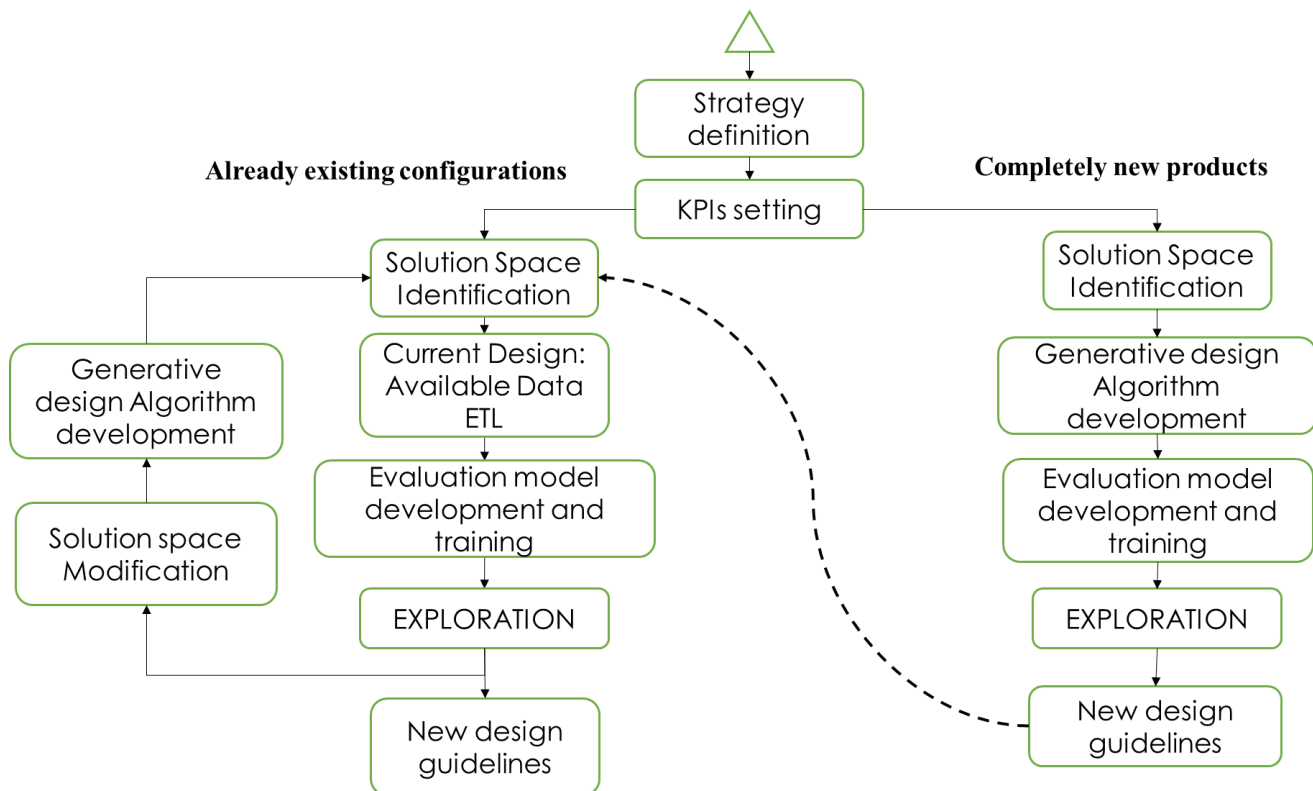 Strategy
definition
Already existing configurations
Completely new products
KPIs setting
Solution Space
Identification
Current Design:
Available Data
ETL
Evaluation model
development and
training
EXPLORATION
New design
guidelines
Solution space
Modification
Generative
design Algorithm
development
Solution Space
Identification
Generative design
Algorithm
development
Evaluation model
development and
training
EXPLORATION
New design
guidelines